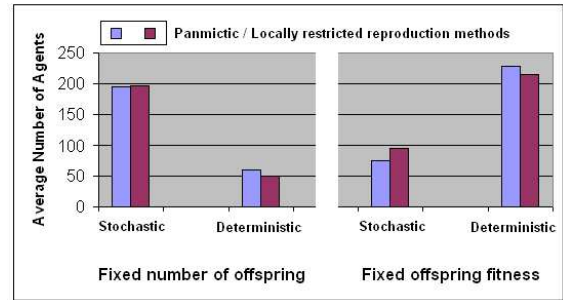 Panmictic / Locally restricted reproduction methods
Average Number of Agents
250
200
150
100
50
0
Stochastic
Deterministic
Stochastic
Deterministic
Fixed number of offspring
Fixed offspring fitness